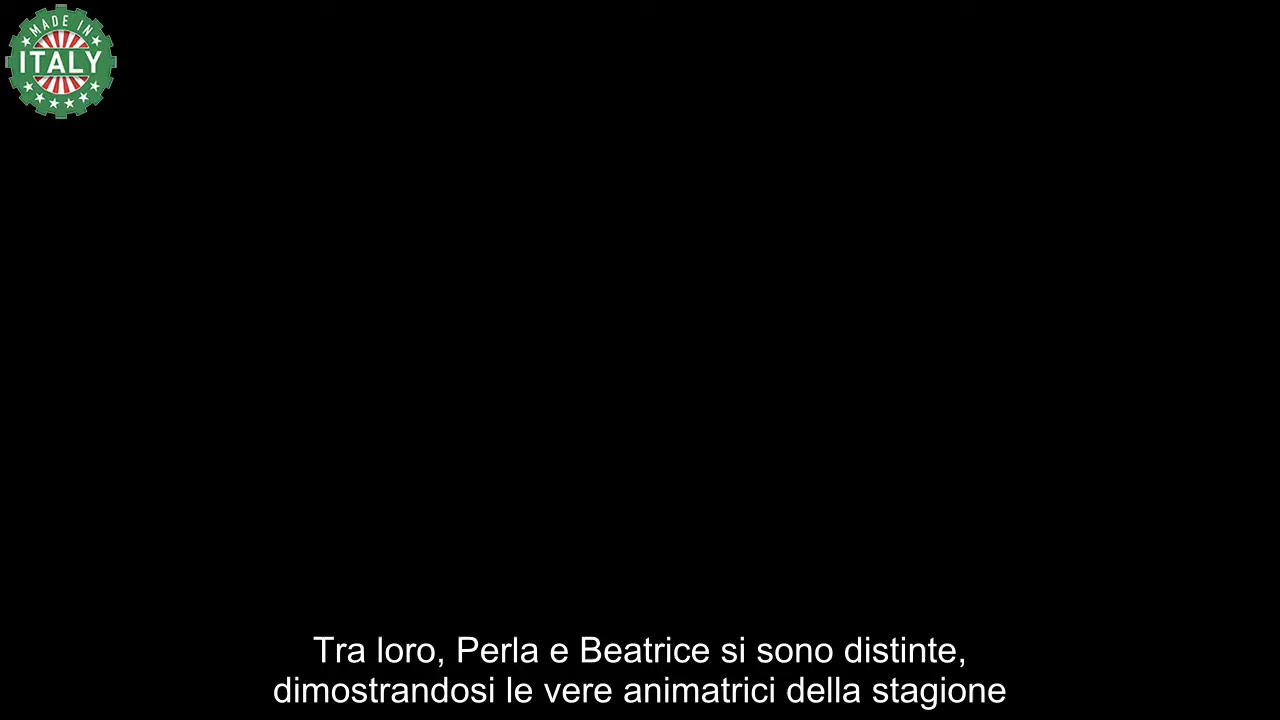 MADE IN
ITALY
Tra loro, Perla e Beatrice si sono distinte,
dimostrandosi le vere animatrici della stagione